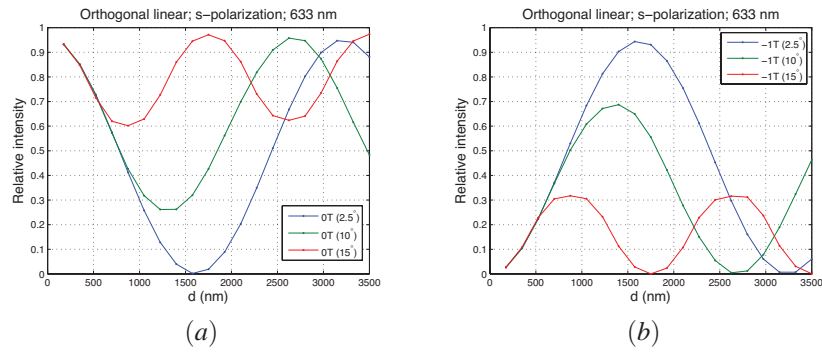 Orthogonal linear; s-polarization; 633 nm
1
0.9
0.8
0.7
0.6
0.5
0.4
0.3
0.2
0.1
0
Relative intensity
0T (2.5°)
0T (10°)
0T (15°)
0 500 1000 1500 2000 2500 3000 3500
d (nm)
(a)
Orthogonal linear; s-polarization; 633 nm
1
0.9
0.8
0.7
0.6
0.5
0.4
0.3
0.2
0.1
0
Relative intensity
−1T (2.5°)
−1T (10°)
−1T (15°)
0 500 1000 1500 2000 2500 3000 3500
d (nm)
(b)